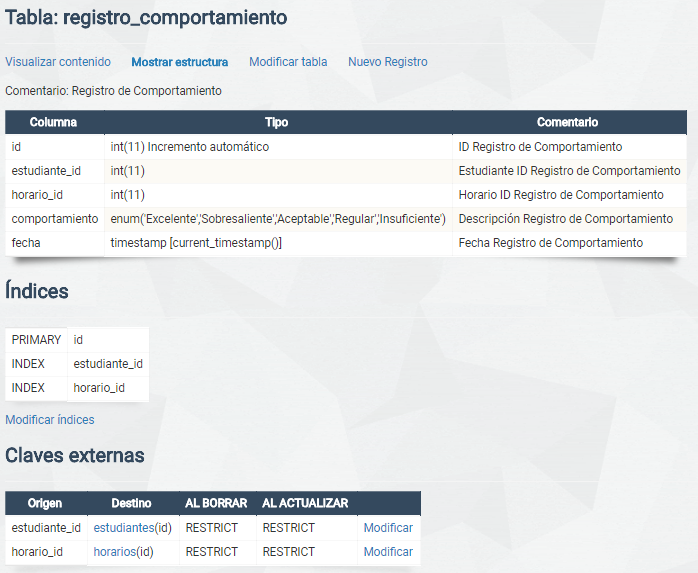 Tabla: registro_comportamiento
Visualizar contenido Mostrar estructura Modificar tabla Nuevo Registro
Comentario: Registro de Comportamiento
Columna Tipo Comentario
id int(11) Incremento automático ID Registro de Comportamiento
estudiante_id int(11) Estudiante ID Registro de Comportamiento
horario_id int(11) Horario ID Registro de Comportamiento
comportamiento enum('Excelente','Sobresaliente','Aceptable','Regular','Insuficiente') Descripción Registro de Comportamiento
fecha timestamp [current_timestamp()] Fecha Registro de Comportamiento
Índices
PRIMARY id
INDEX estudiante_id
INDEX horario_id
Modificar índices
Claves externas
Origen Destino AL BORRAR AL ACTUALIZAR
estudiante_id estudiantes(id) RESTRICT RESTRICT Modificar
horario_id horarios(id) RESTRICT RESTRICT Modificar